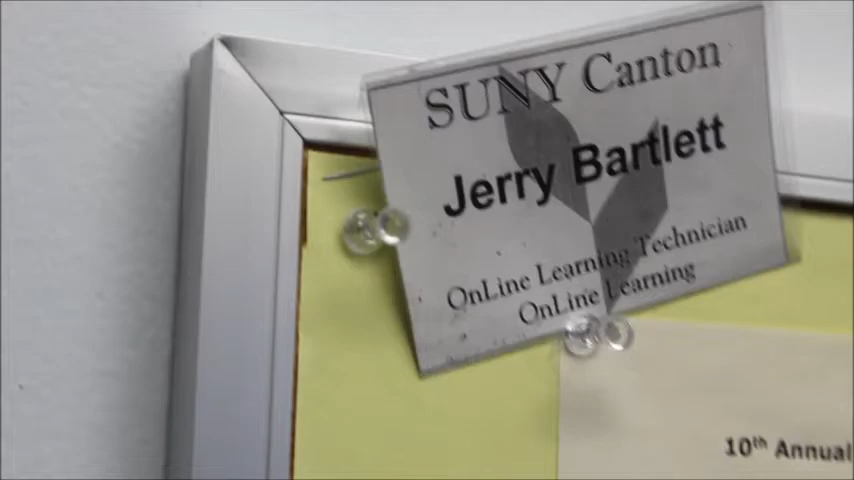 SUNY Canton
Jerry Bartlett
OnLine Learning Technician
OnLine Learning
10th Annual